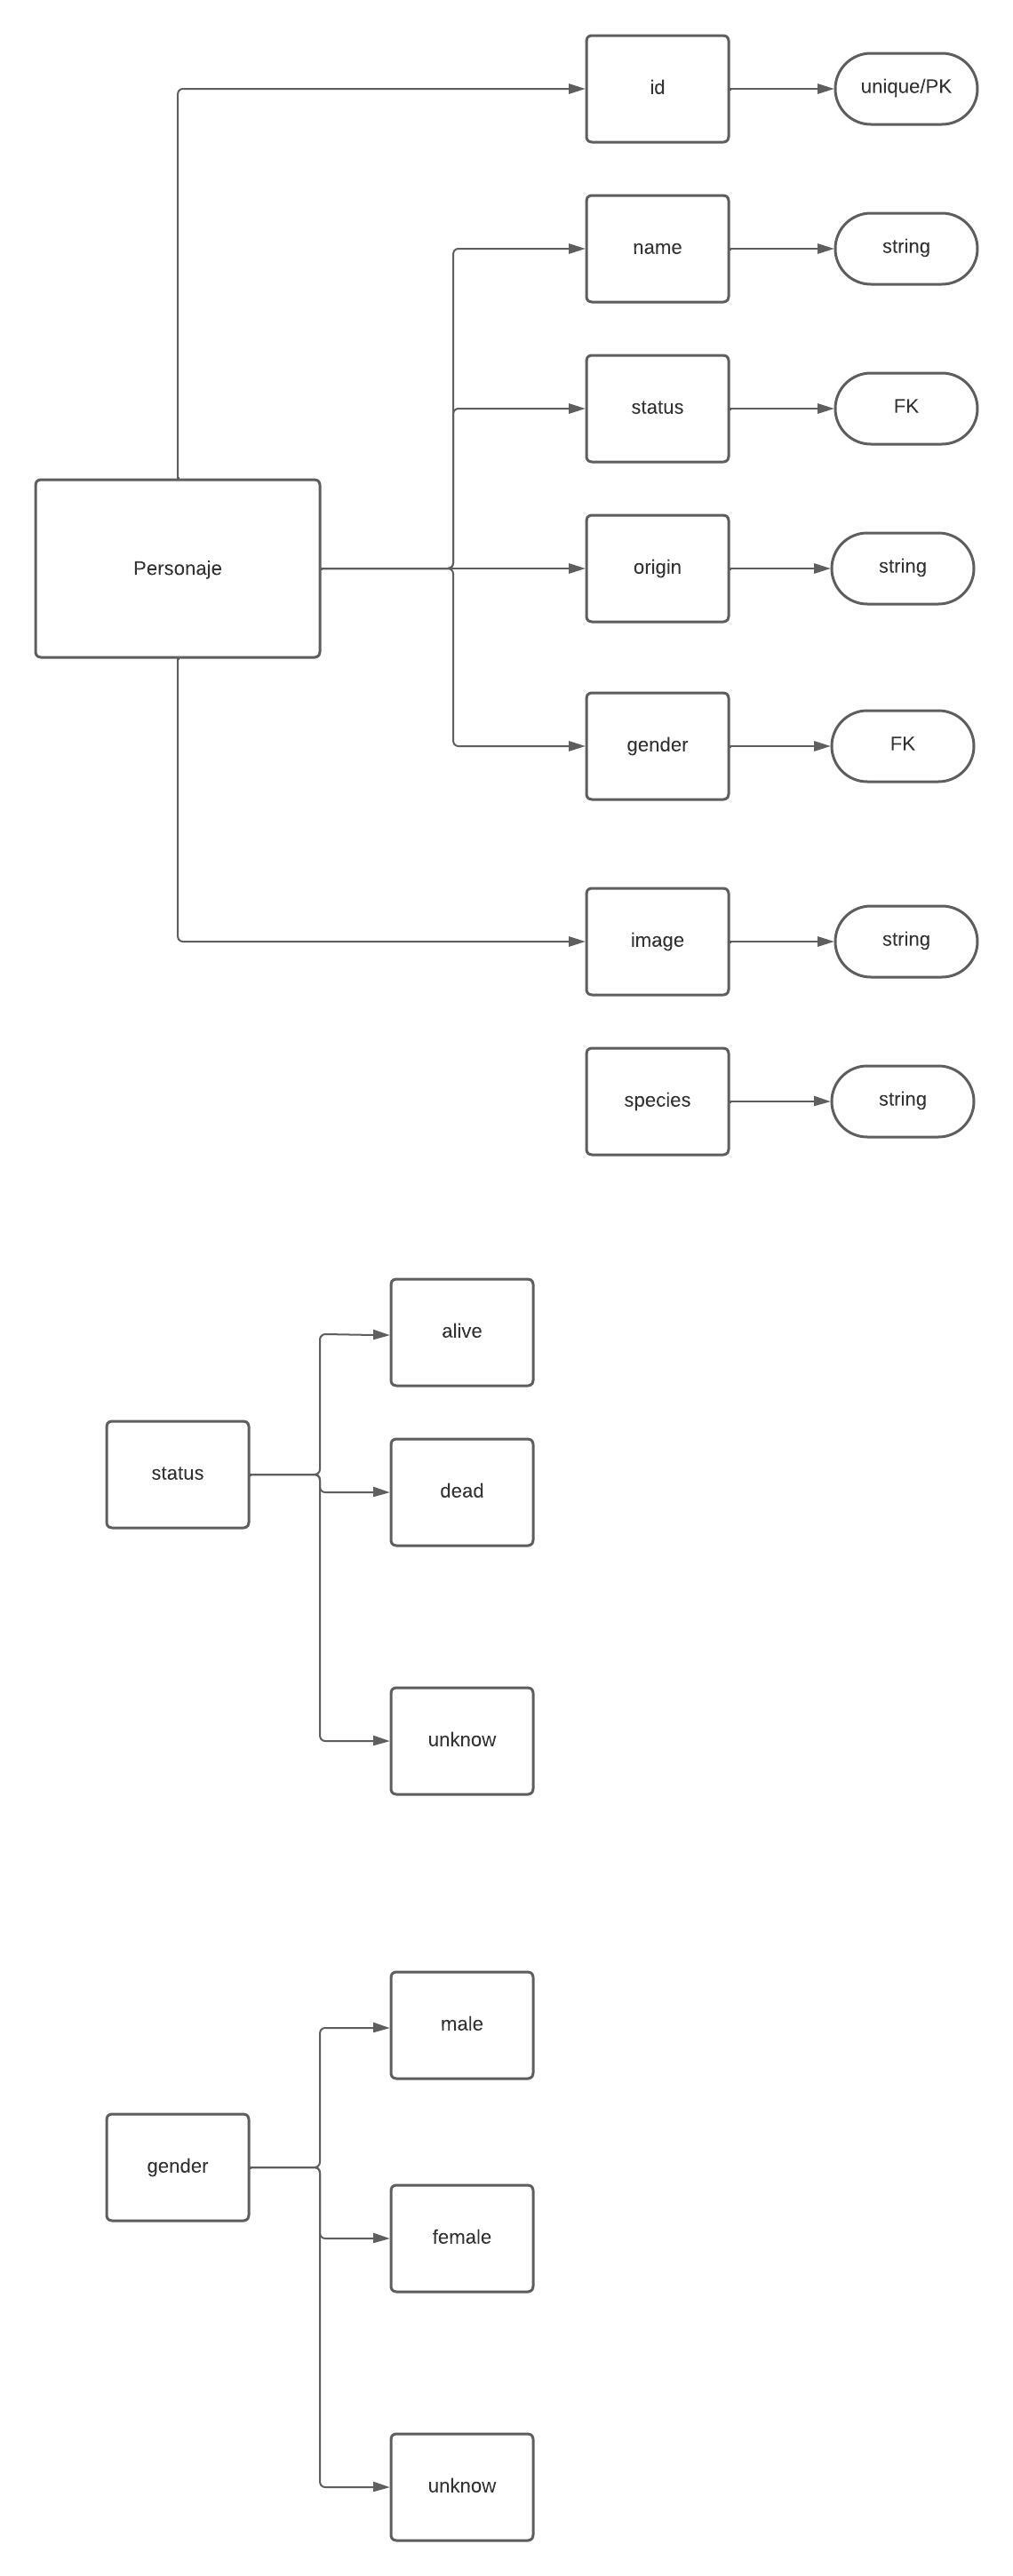 id
unique/PK
name
string
status
FK
Personaje
origin
string
gender
FK
image
string
species
string
alive
status
dead
unknow
male
gender
female
unknow